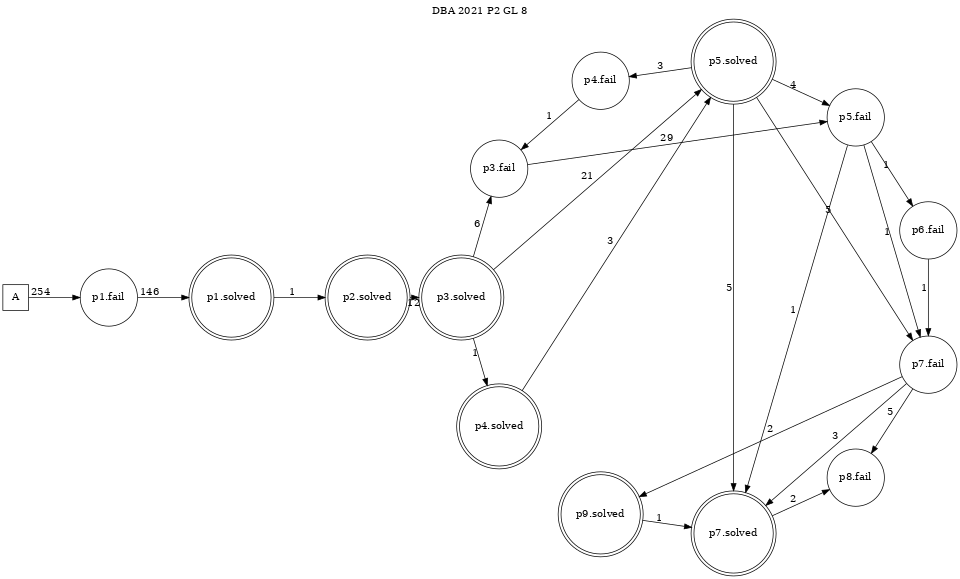 DBA 2021 P2 GL 8
p5.solved
3
p4.fail
4
p5.fail
1
29
p3.fail
1
21
5
6
p6.fail
1
3
5
1
1
A
254
p1.fail
146
p1.solved
1
p2.solved
12
p3.solved
1
p7.fail
p4.solved
2
3
5
p8.fail
p9.solved
1
2
p7.solved